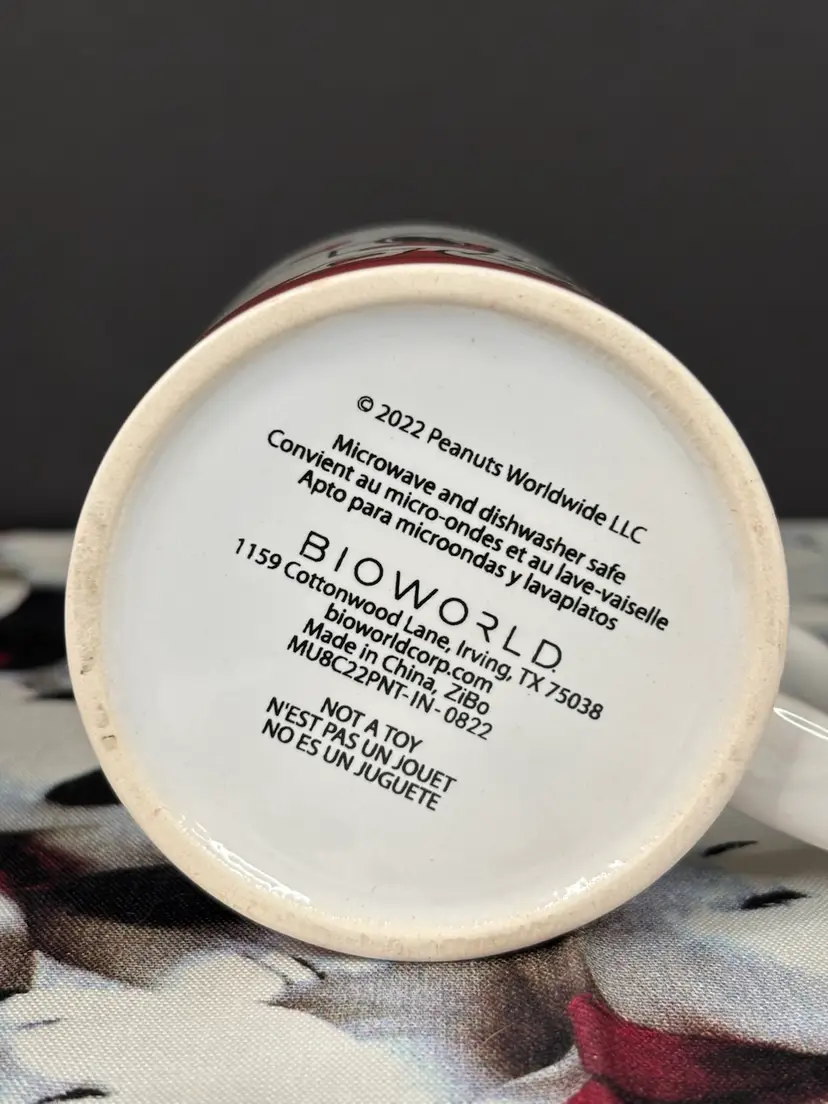 © 2022 Peanuts Worldwide LLC
Microwave and dishwasher safe
Convient au micro-ondes et au lave-vaiselle
Apto para microondas y lavaplatos
BIOWORLD
1159 Cottonwood Lane, Irving, TX 75038
bioworldcorp.com
Made in China, ZiBo
MU8C22PNT-IN-0822
NOT A TOY
N'EST PAS UN JOUET
NO ES UN JUGUETE